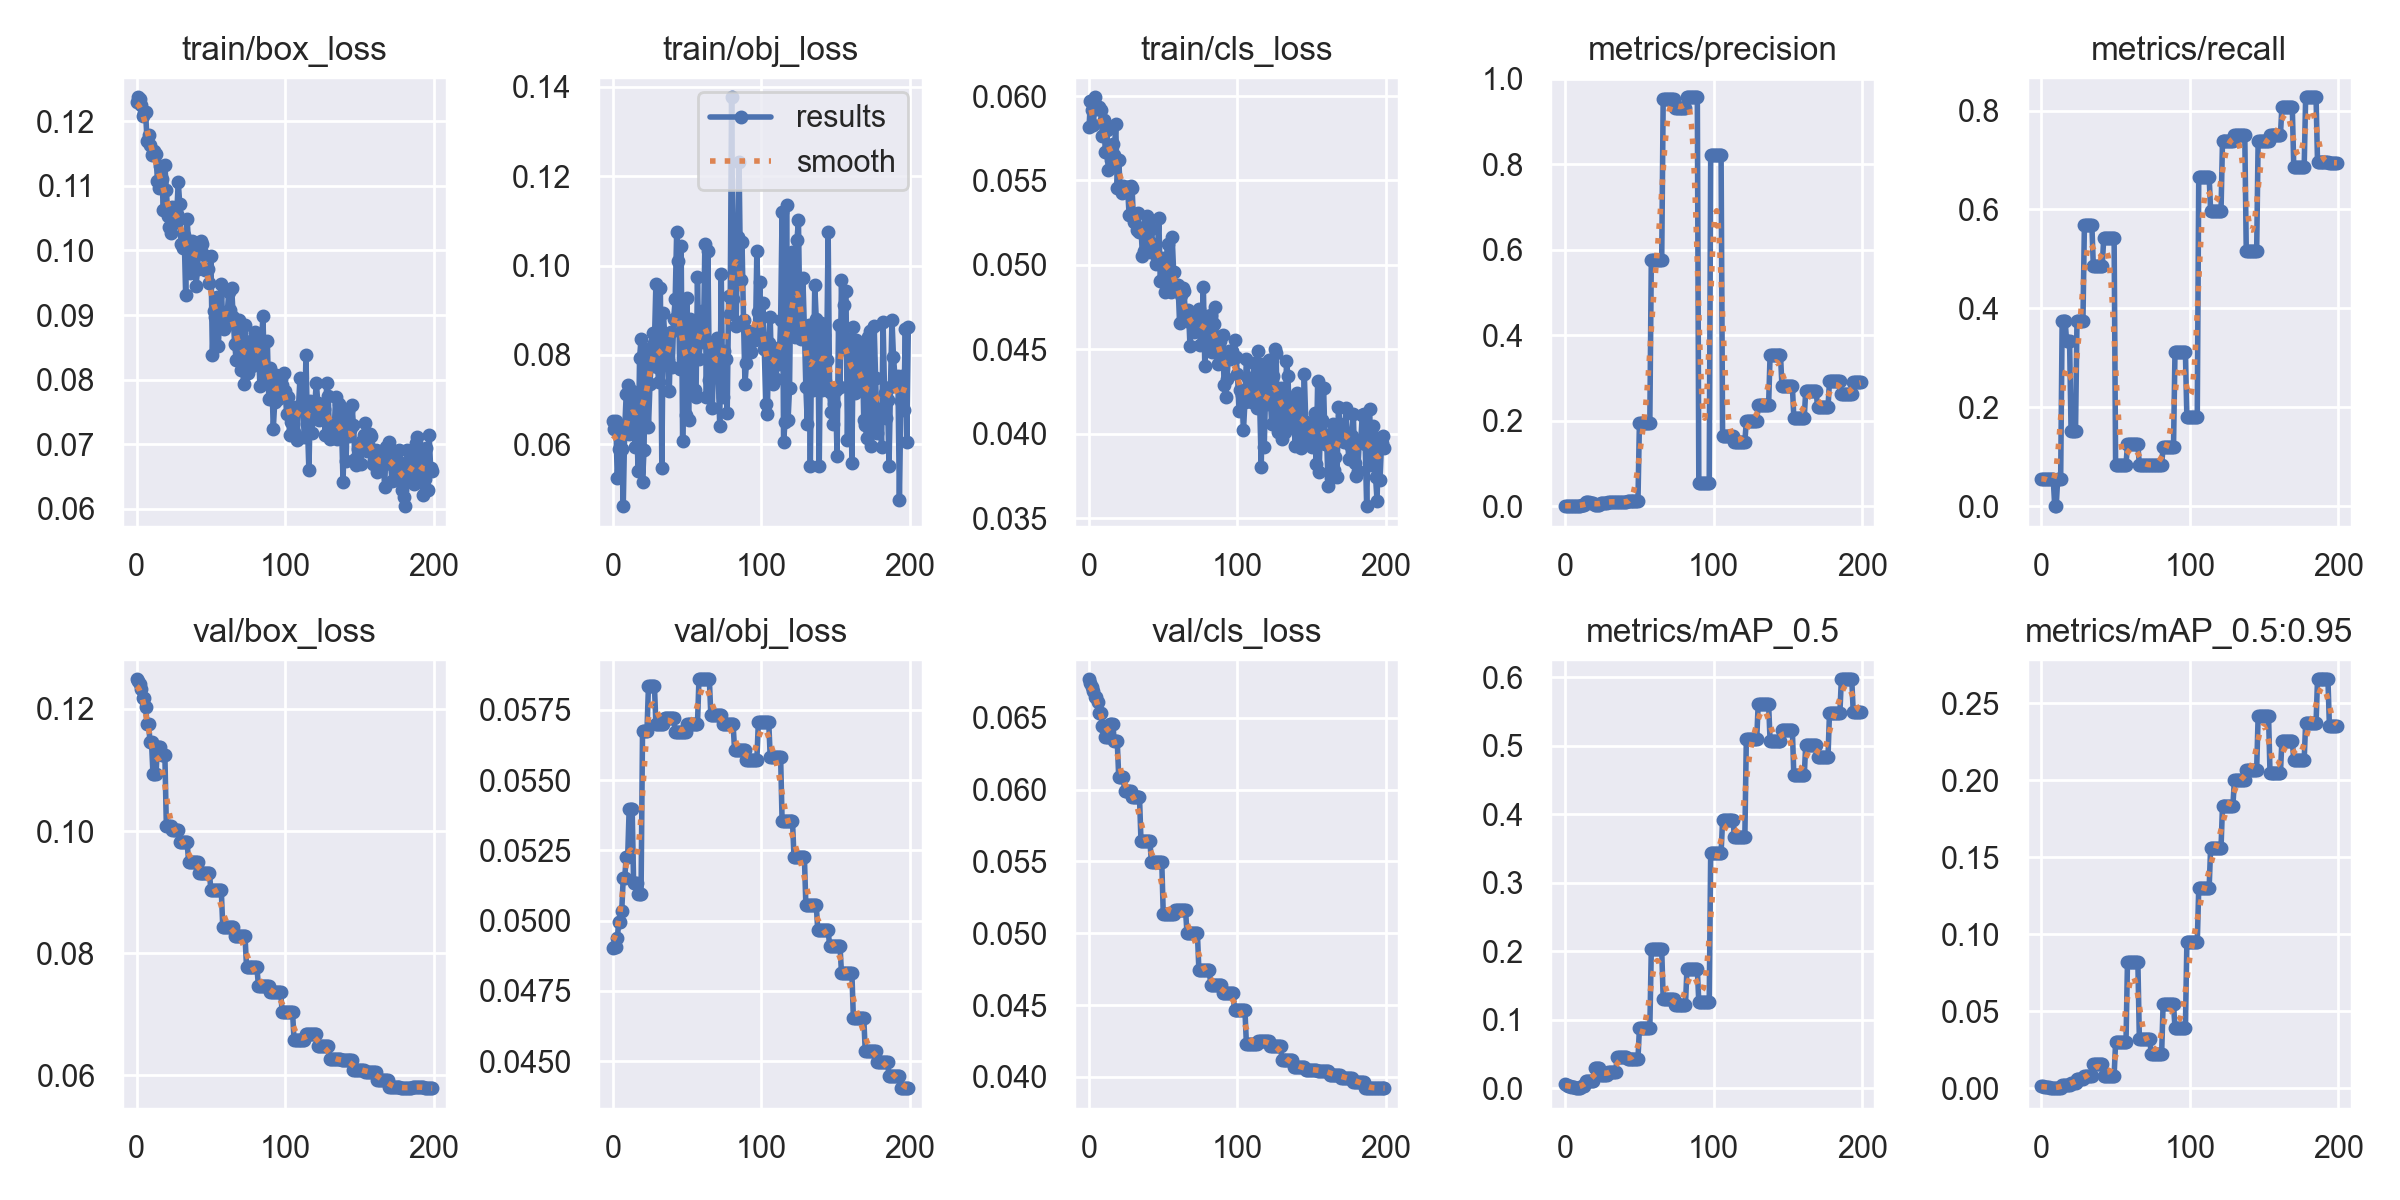 train/box_loss
0.12
0.11
0.10
0.09
0.08
0.07
0.06
0 100 200
train/obj_loss
results
smooth
0.14
0.12
0.10
0.08
0.06
0 100 200
train/cls_loss
0.060
0.055
0.050
0.045
0.040
0.035
0 100 200
metrics/precision
1.0
0.8
0.6
0.4
0.2
0.0
0 100 200
metrics/recall
0.8
0.6
0.4
0.2
0.0
0 100 200
val/box_loss
0.12
0.10
0.08
0.06
0 100 200
val/obj_loss
0.0575
0.0550
0.0525
0.0500
0.0475
0.0450
0 100 200
val/cls_loss
0.065
0.060
0.055
0.050
0.045
0.040
0 100 200
metrics/mAP_0.5
0.6
0.5
0.4
0.3
0.2
0.1
0.0
0 100 200
metrics/mAP_0.5:0.95
0.25
0.20
0.15
0.10
0.05
0.00
0 100 200